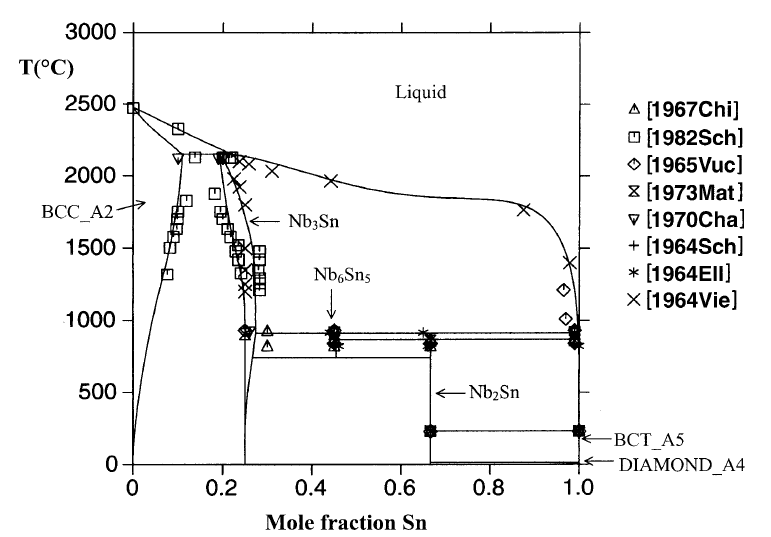 3000
T(°C)
Liquid
2500
2000
1500
1000
500
0
BCC_A2
Nb₃Sn
Nb₆Sn₅
Nb₂Sn
BCT_A5
DIAMOND_A4
[1967Chi]
[1982Sch]
[1965Vuc]
[1973Mat]
[1970Cha]
[1964Sch]
[1964Ell]
[1964Vie]
0 0.2 0.4 0.6 0.8 1.0
Mole fraction Sn